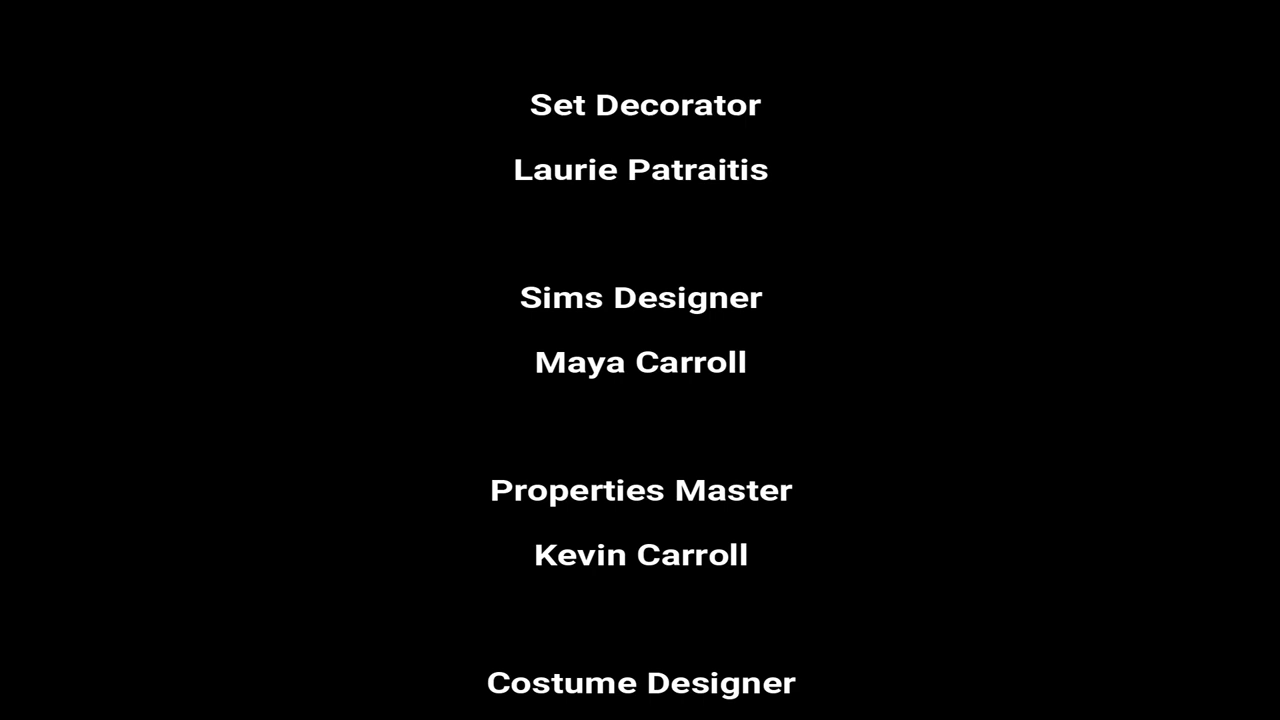 Set Decorator
Laurie Patraitis
Sims Designer
Maya Carroll
Properties Master
Kevin Carroll
Costume Designer